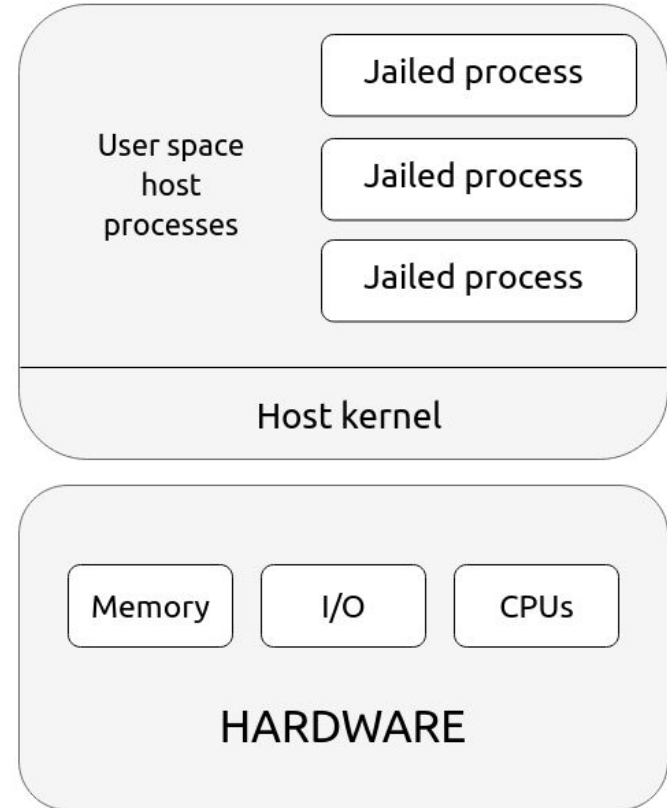 Jailed process
User space
host
processes
Jailed process
Jailed process
Host kernel
Memory
I/O
CPUs
HARDWARE